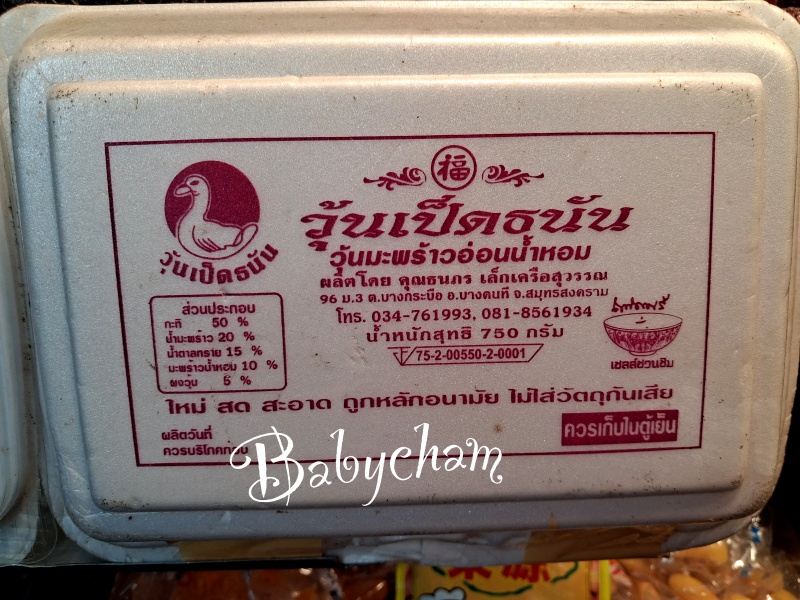 福
วุ้นเป็ดธนัน
วุ้นเป็ดธนัน
วุ้นมะพร้าวอ่อนน้ำหอม
ผลิตโดย คุณธนภร เล็กเครือสุวรรณ
96 ม.3 ต.บางกระบือ อ.บางคนที จ.สมุทรสงคราม
โทร. 034-761993, 081-8561934
น้ำหนักสุทธิ 750 กรัม
75-2-00550-2-0001
ส่วนประกอบ
กะทิ 50 %
น้ำมะพร้าว 20 %
น้ำตาลทราย 15 %
มะพร้าวน้ำหอม 10 %
ผงวุ้น 5 %
เชลล์ชวนชิม
ใหม่ สด สะอาด ถูกหลักอนามัย ไม่ใส่วัตถุกันเสีย
ผลิตวันที่
ควรบริโภคก่อน
ควรเก็บในตู้เย็น
Babycham